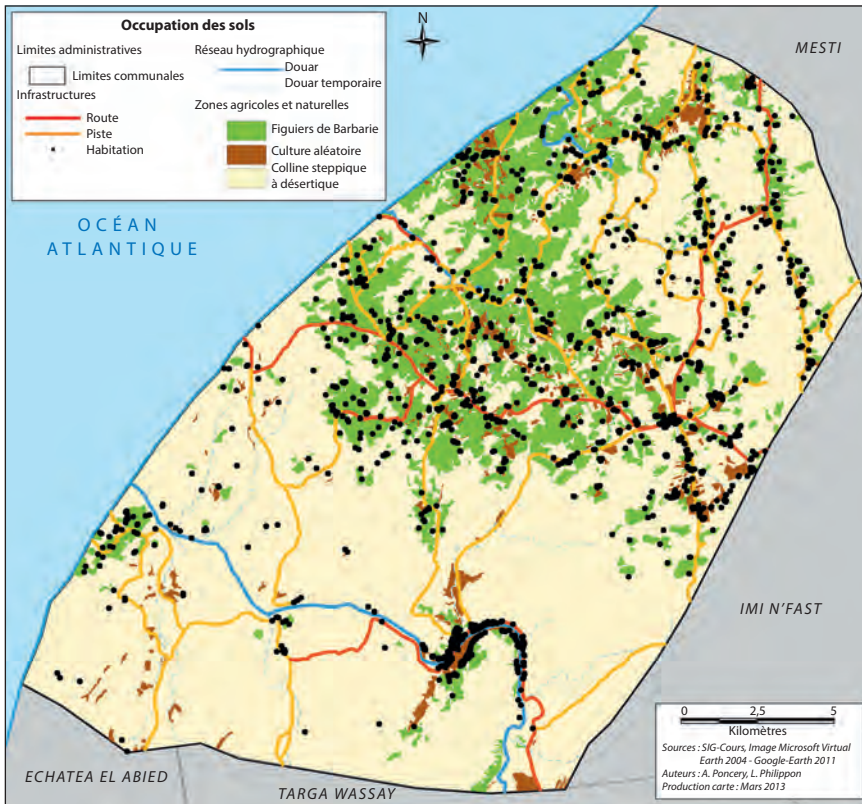 Occupation des sols
Limites administratives
Limites communales
Infrastructures
Route
Piste
Habitation
Réseau hydrographique
Douar
Douar temporaire
Zones agricoles et naturelles
Figuiers de Barbarie
Culture aléatoire
Colline steppique
à désertique
N
MESTI
OCÉAN
ATLANTIQUE
IMI N'FAST
ECHATEA EL ABIED
TARGA WASSAY
0 2,5 5
Kilomètres
Sources : SIG-Cours, Image Microsoft Virtual
Earth 2004 - Google-Earth 2011
Auteurs : A. Poncery, L. Philippon
Production carte : Mars 2013